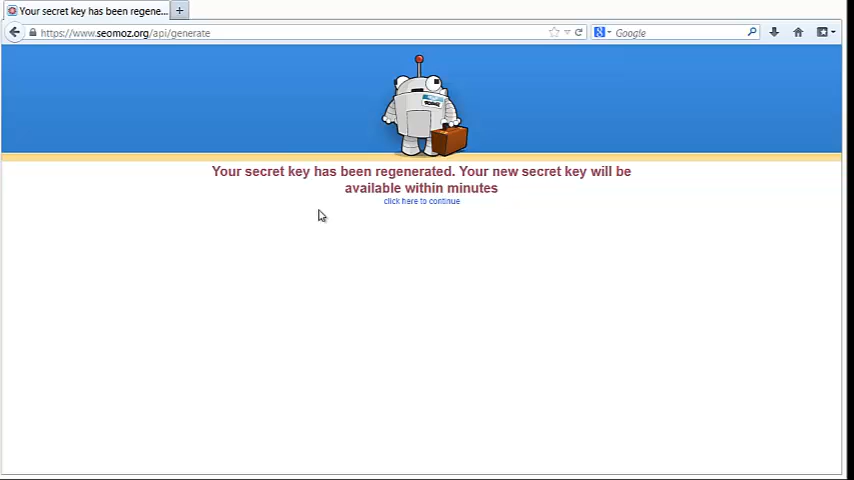 Your secret key has been regene...
https://www.seomoz.org/api/generate
Google
Your secret key has been regenerated. Your new secret key will be
available within minutes
click here to continue